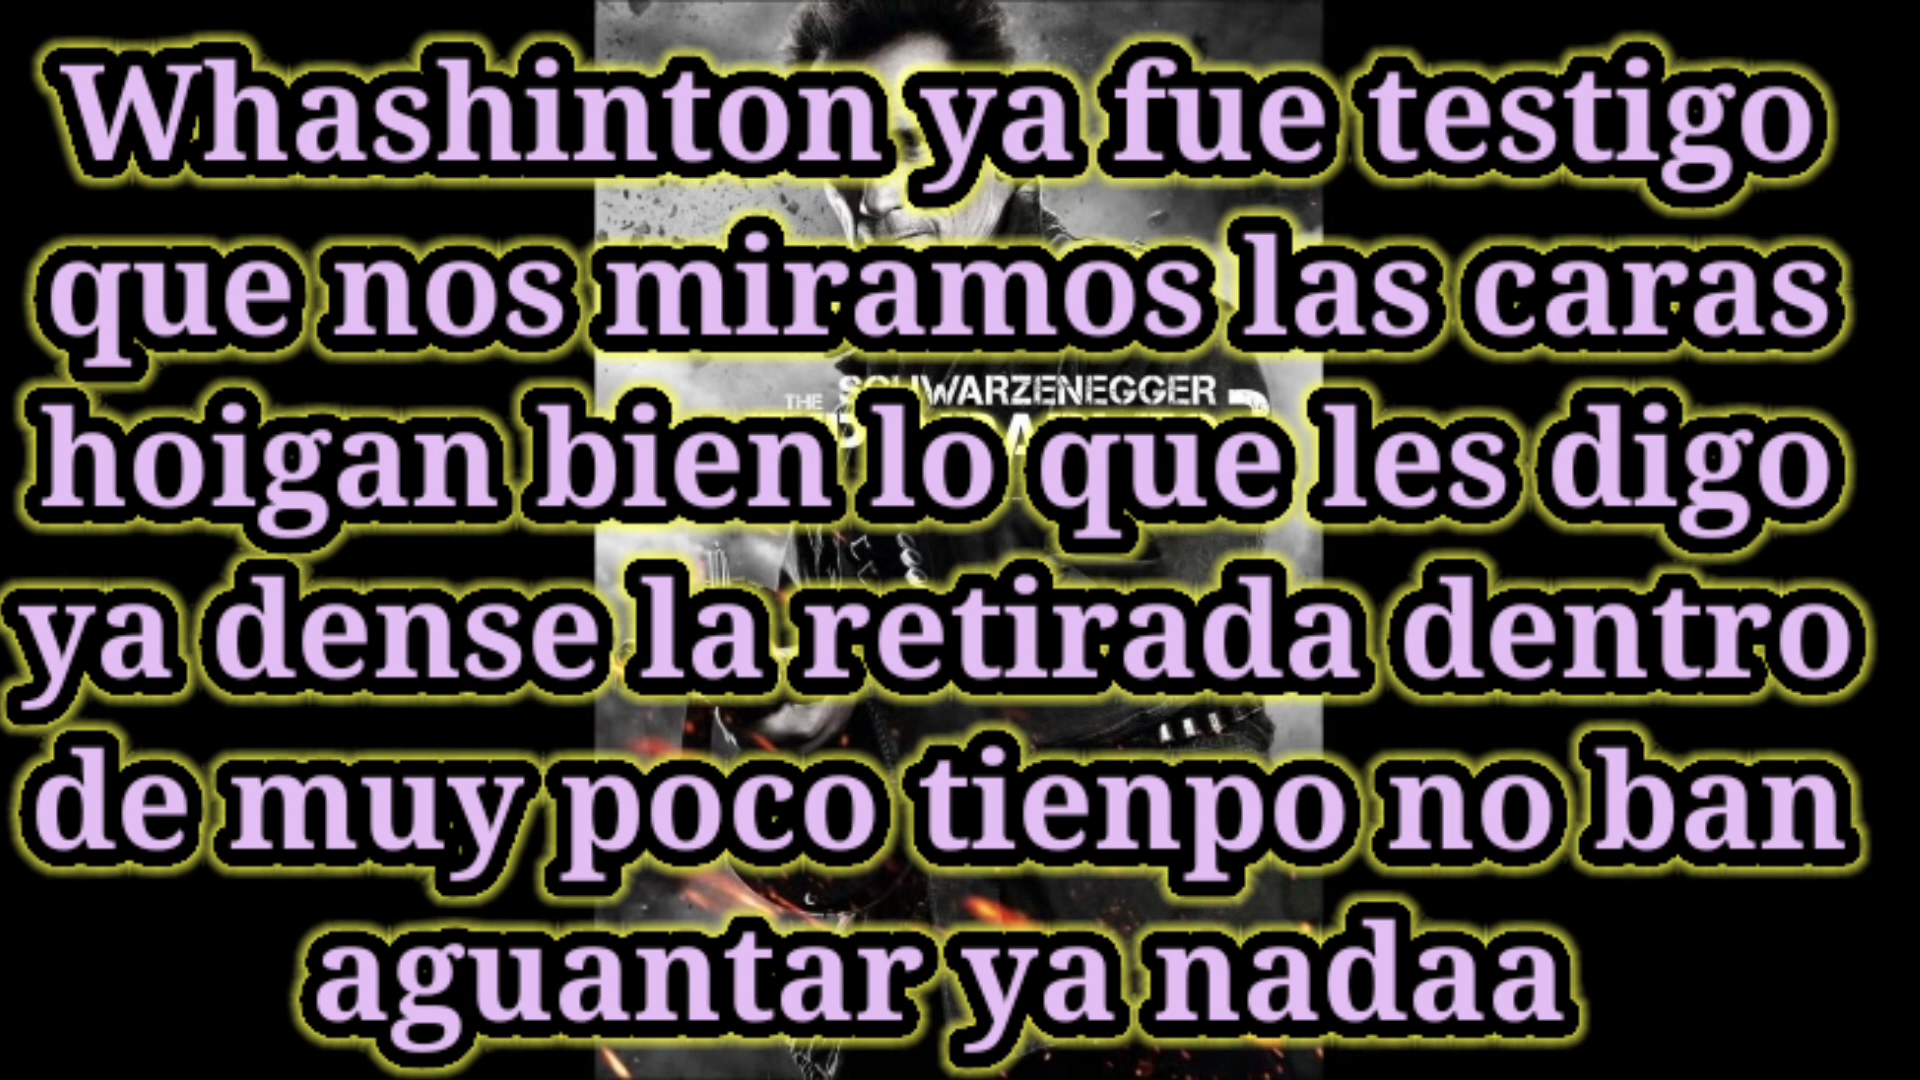 Whashinton ya fue testigo
que nos miramos las caras
THE SCHWARZENEGGER
hoigan bien lo que les digo
ya dense la retirada dentro
de muy poco tienpo no ban
aguantar ya nadaa